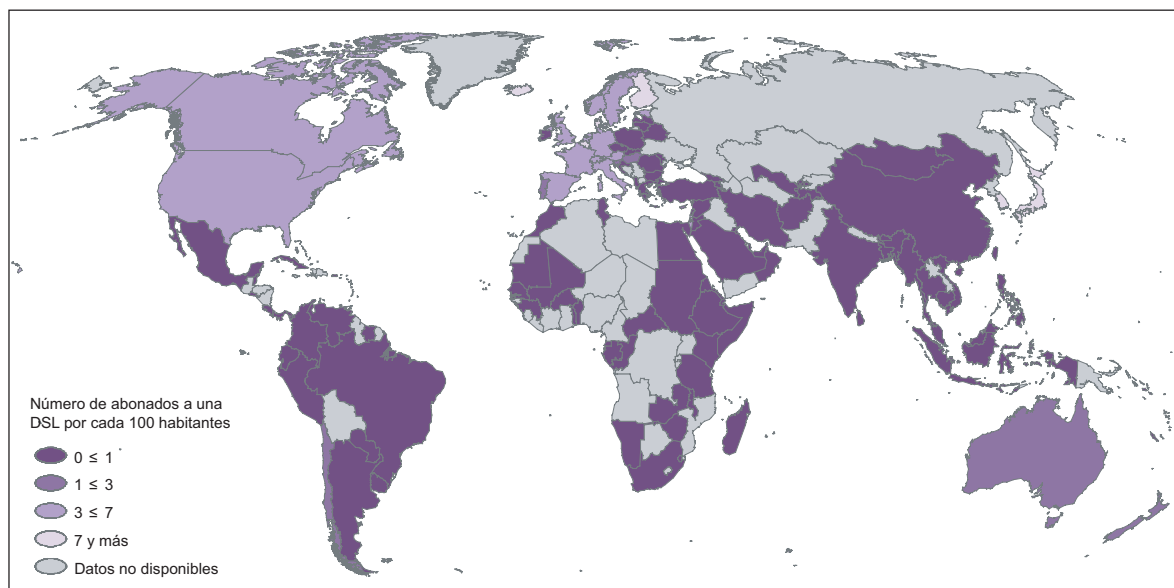 Número de abonados a una
DSL por cada 100 habitantes
0 ≤ 1
1 ≤ 3
3 ≤ 7
7 y más
Datos no disponibles